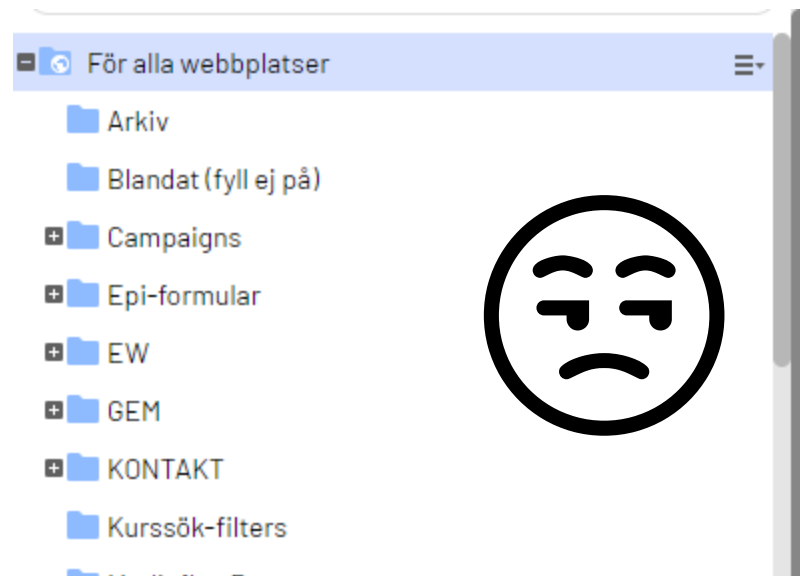 För alla webbplatser
Arkiv
Blandat (fyll ej på)
Campaigns
Epi-formular
EW
GEM
KONTAKT
Kurssök-filters